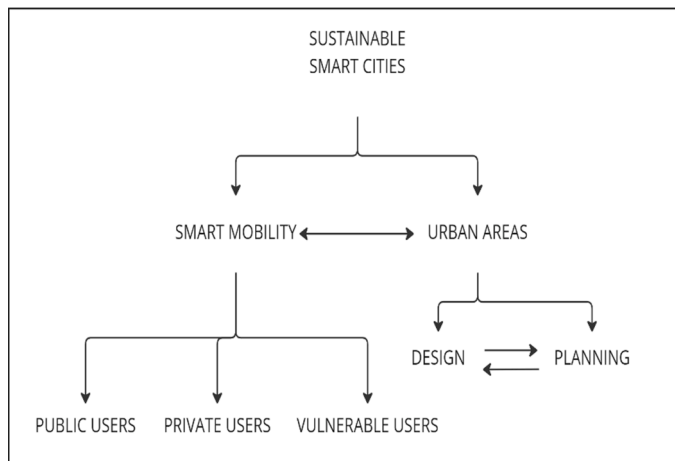 SUSTAINABLE
SMART CITIES
SMART MOBILITY
URBAN AREAS
DESIGN
PLANNING
PUBLIC USERS
PRIVATE USERS
VULNERABLE USERS